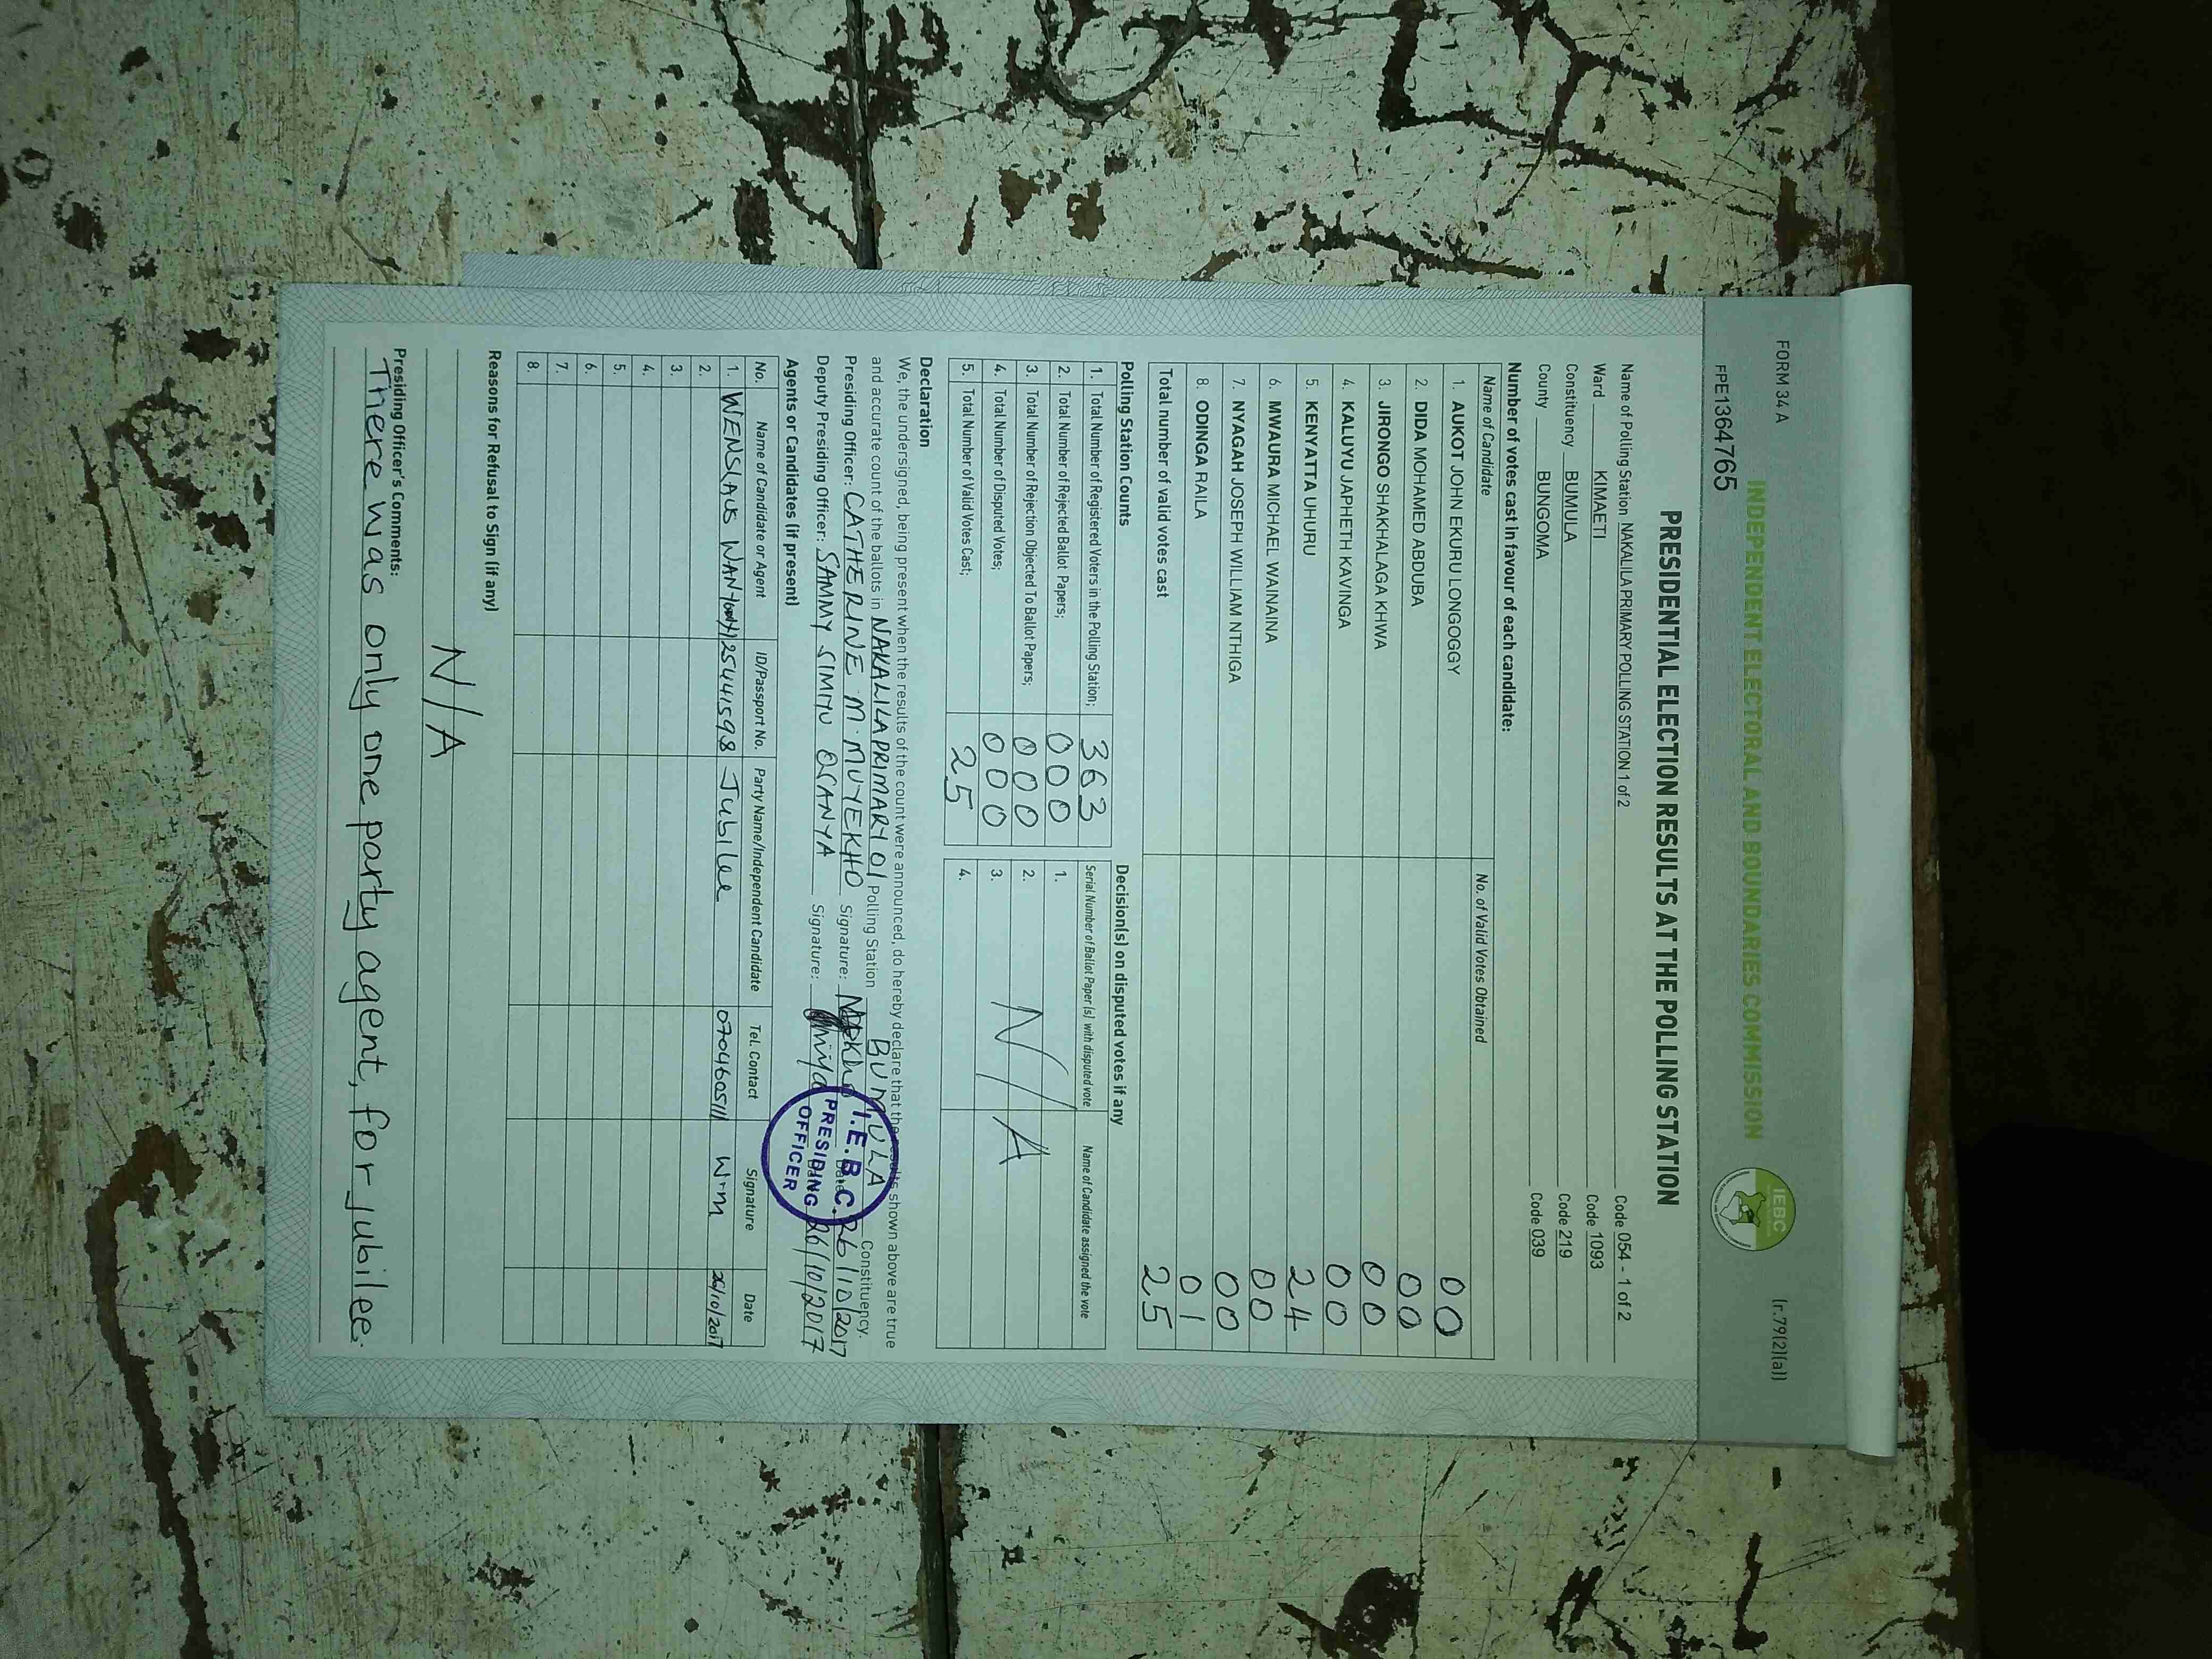 FORM 34 A
(r.79(2)(a))
INDEPENDENT ELECTORAL AND BOUNDARIES COMMISSION
IEBC
FPE1364765
PRESIDENTIAL ELECTION RESULTS AT THE POLLING STATION
Name of Polling Station NAKALILA PRIMARY POLLING STATION 1 of 2 Code 054 - 1 of 2
Ward KIMAETI Code 1093
Constituency BUMULA Code 219
County BUNGOMA Code 039
Number of votes cast in favour of each candidate:
Name of Candidate No. of Valid Votes Obtained
1. AUKOT JOHN EKURU LONGOGGY 00
2. DIDA MOHAMED ABDUBA 00
3. JIRONGO SHAKHALAGA KHWA 00
4. KALUYU JAPHETH KAVINGA 00
5. KENYATTA UHURU 24
6. MWAURA MICHAEL WAINAINA 00
7. NYAGAH JOSEPH WILLIAM NTHIGA 00
8. ODINGA RAILA 01
Total number of valid votes cast 25
Polling Station Counts
1. Total Number of Registered Voters in the Polling Station; 363
2. Total Number of Rejected Ballot Papers; 000
3. Total Number of Rejection Objected To Ballot Papers; 000
4. Total Number of Disputed Votes; 000
5. Total Number of Valid Votes Cast; 25
Decision(s) on disputed votes if any
Serial Number of Ballot Paper (s) with disputed vote Name of Candidate assigned the vote
1.
2.
3.
4.
N/A
Declaration
We, the undersigned, being present when the results of the count were announced, do hereby declare that the results shown above are true
and accurate count of the ballots in NAKALILA PRIMARY 01 Polling Station BUMULA Constituency.
Presiding Officer: CATHERINE M. MUYEKHO Signature: Date: 26/10/2017
Deputy Presiding Officer: SAMMY SIMIYU Signature: 26/10/2017
I.E.B.C.
PRESIDING
OFFICER
Agents or Candidates (if present)
No. Name of Candidate or Agent ID/Passport No. Party Name/Independent Candidate Tel. Contact Signature Date
1. WENSLAUS 25441598 Jubilee 0704605111 26/10/2017
2.
3.
4.
5.
6.
7.
8.
Reasons for Refusal to Sign (if any)
N/A
Presiding Officer's Comments:
There was only one party agent, for jubilee.